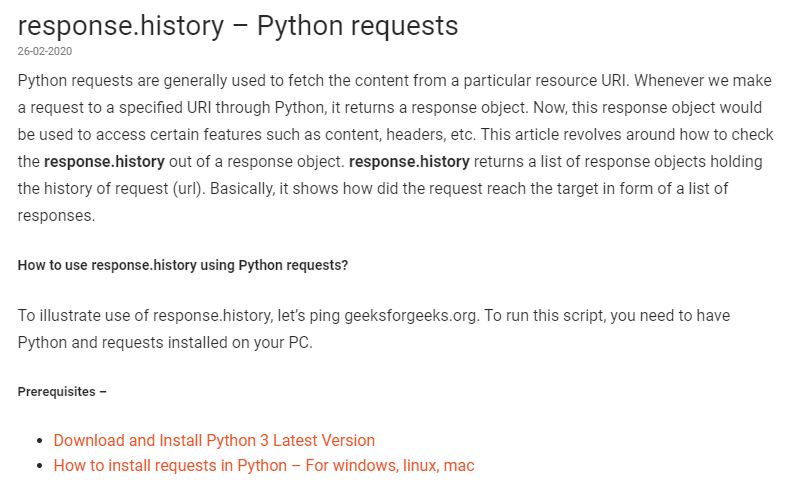 response.history – Python requests
26-02-2020
Python requests are generally used to fetch the content from a particular resource URI. Whenever we make
a request to a specified URI through Python, it returns a response object. Now, this response object would
be used to access certain features such as content, headers, etc. This article revolves around how to check
the response.history out of a response object. response.history returns a list of response objects holding
the history of request (url). Basically, it shows how did the request reach the target in form of a list of
responses.
How to use response.history using Python requests?
To illustrate use of response.history, let’s ping geeksforgeeks.org. To run this script, you need to have
Python and requests installed on your PC.
Prerequisites –
• Download and Install Python 3 Latest Version
• How to install requests in Python – For windows, linux, mac